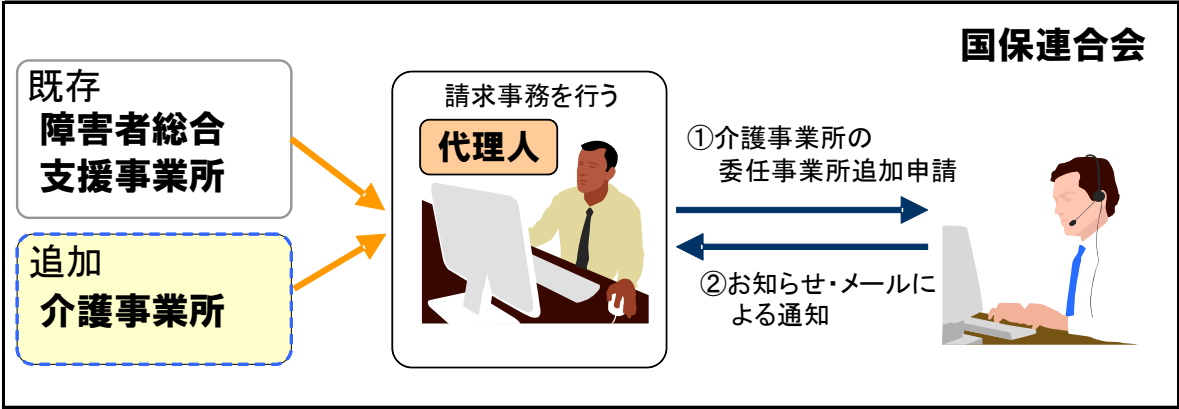 国保連合会
既存
障害者総合
支援事業所
追加
介護事業所
請求事務を行う
代理人
①介護事業所の
委任事業所追加申請
②お知らせ・メールに
よる通知